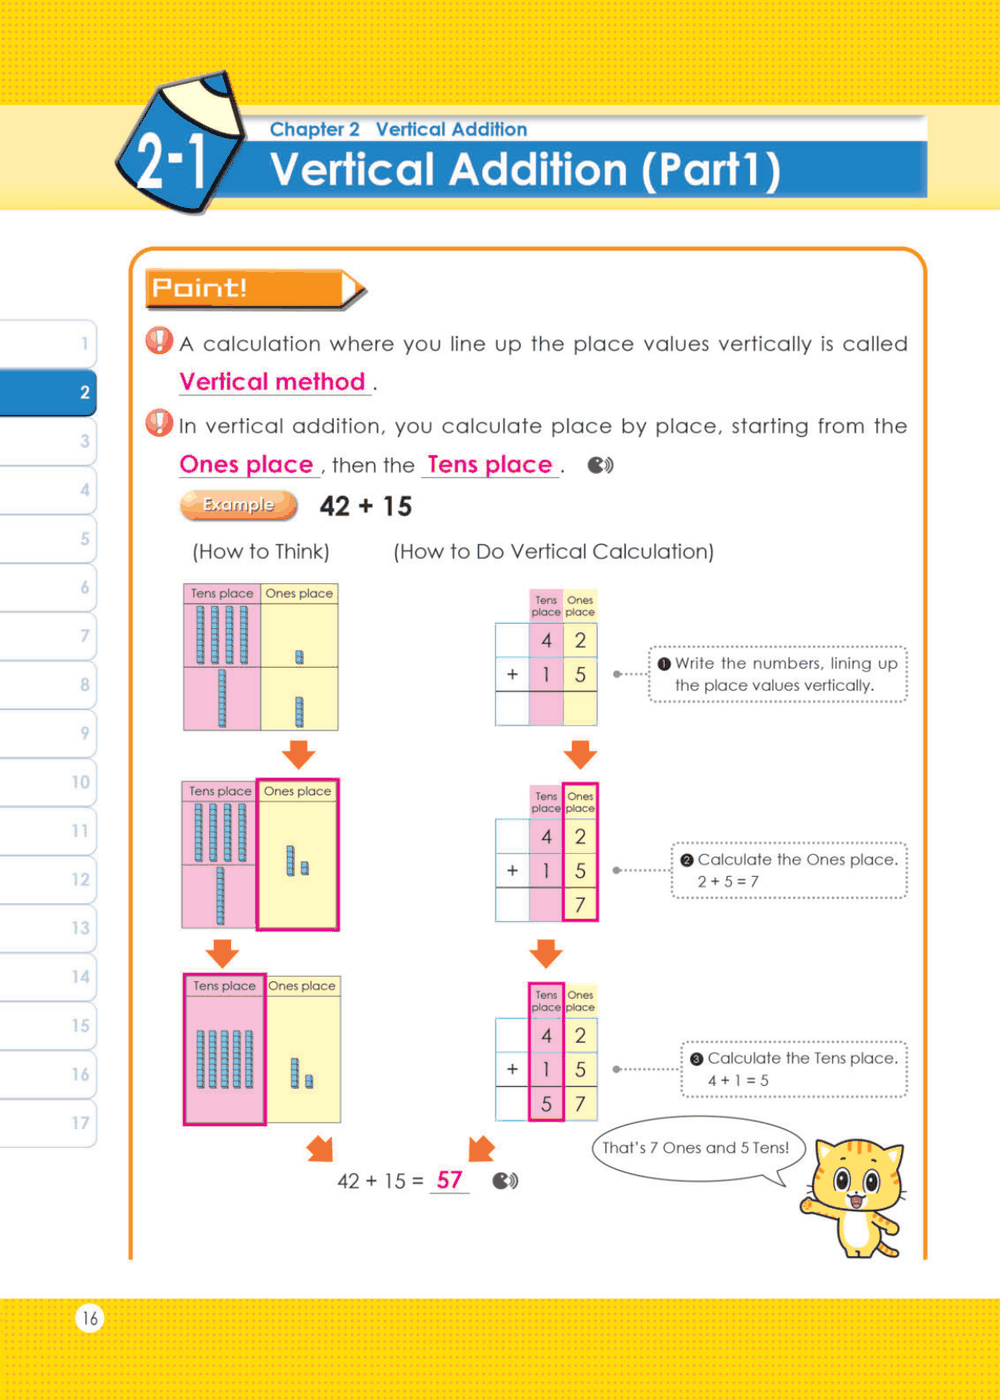 2-1
Chapter 2 Vertical Addition
Vertical Addition (Part1)
Point!
A calculation where you line up the place values vertically is called
Vertical method .
In vertical addition, you calculate place by place, starting from the
Ones place , then the Tens place .
Example 42 + 15
(How to Think) (How to Do Vertical Calculation)
Tens place Ones place
Tens place Ones place
4 2
+ 1 5
❶ Write the numbers, lining up
the place values vertically.
Tens place Ones place
Tens place Ones place
4 2
+ 1 5
7
❷ Calculate the Ones place.
2 + 5 = 7
Tens place Ones place
Tens place Ones place
4 2
+ 1 5
5 7
❸ Calculate the Tens place.
4 + 1 = 5
That's 7 Ones and 5 Tens!
42 + 15 = 57
1
2
3
4
5
6
7
8
9
10
11
12
13
14
15
16
17
16